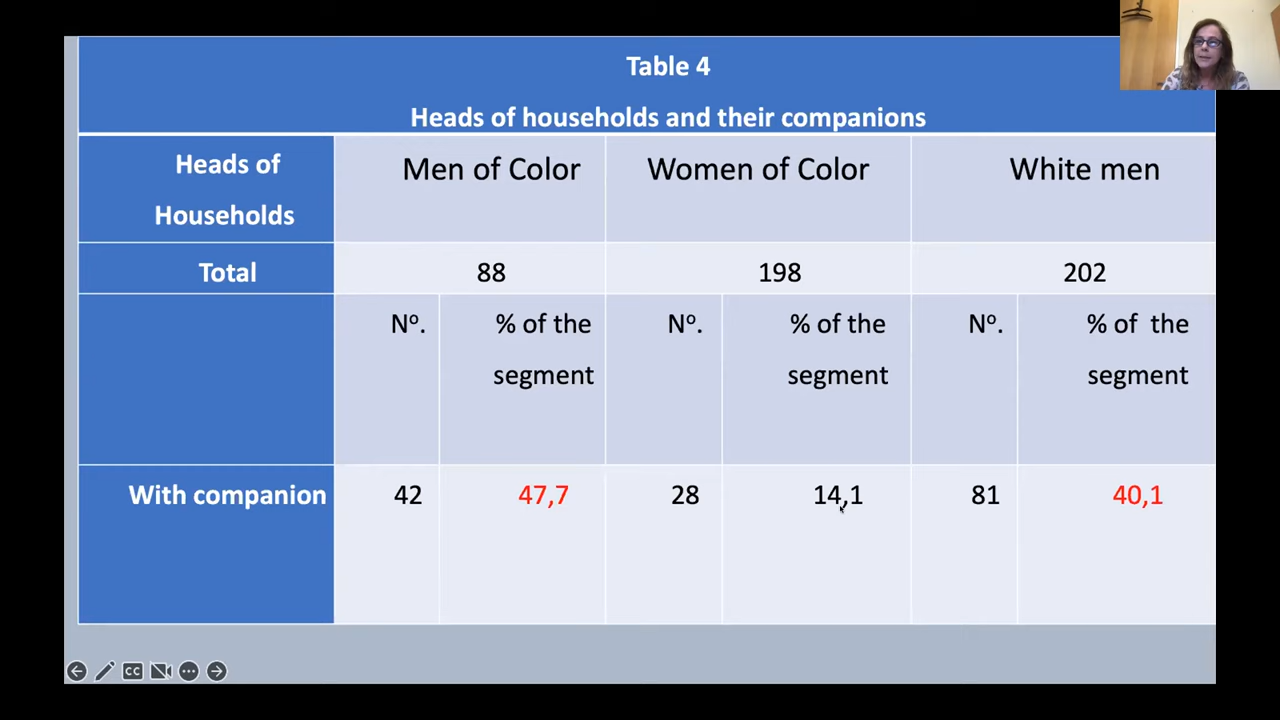 Table 4
Heads of households and their companions
Heads of
Households
Men of Color
Women of Color
White men
Total
88
198
202
Nº.
% of the
segment
Nº.
% of the
segment
Nº.
% of the
segment
With companion
42
47,7
28
14,1
81
40,1
CC